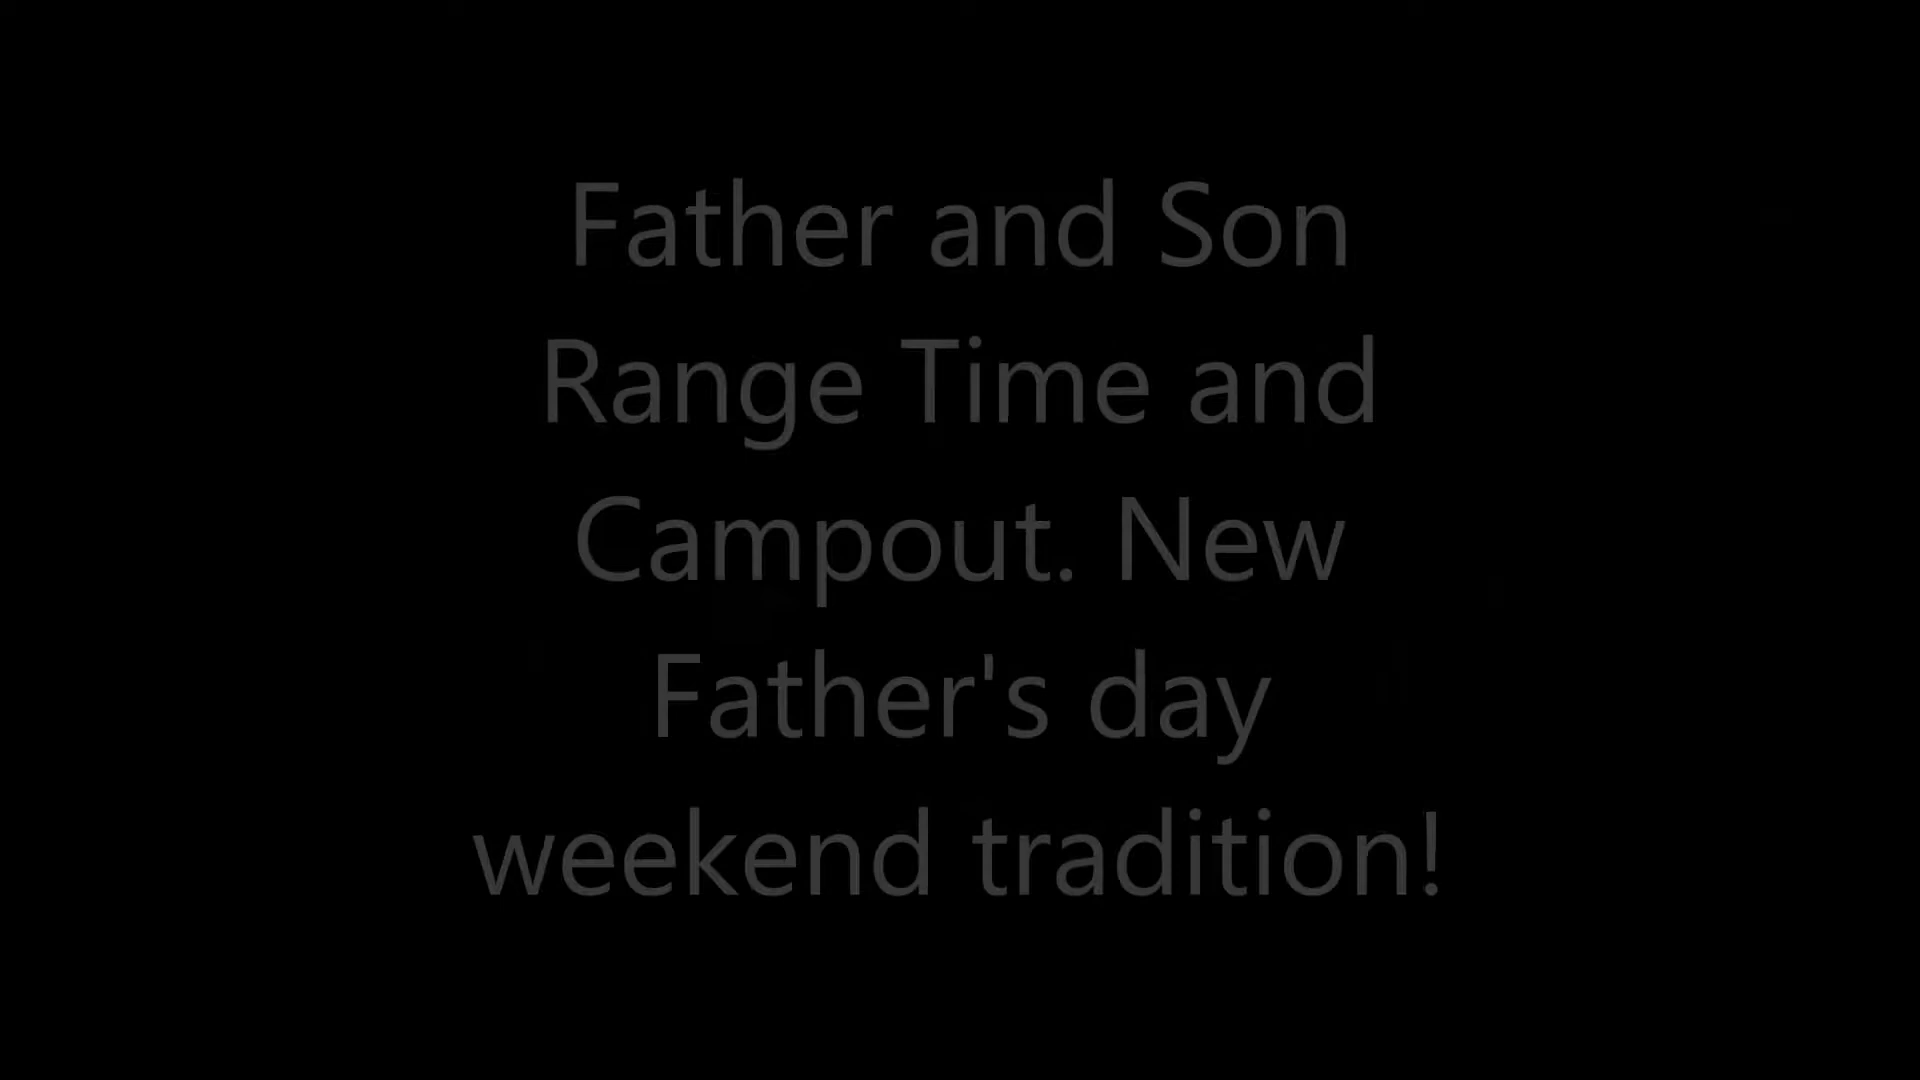 Father and Son
Range Time and
Campout. New
Father's day
weekend tradition!